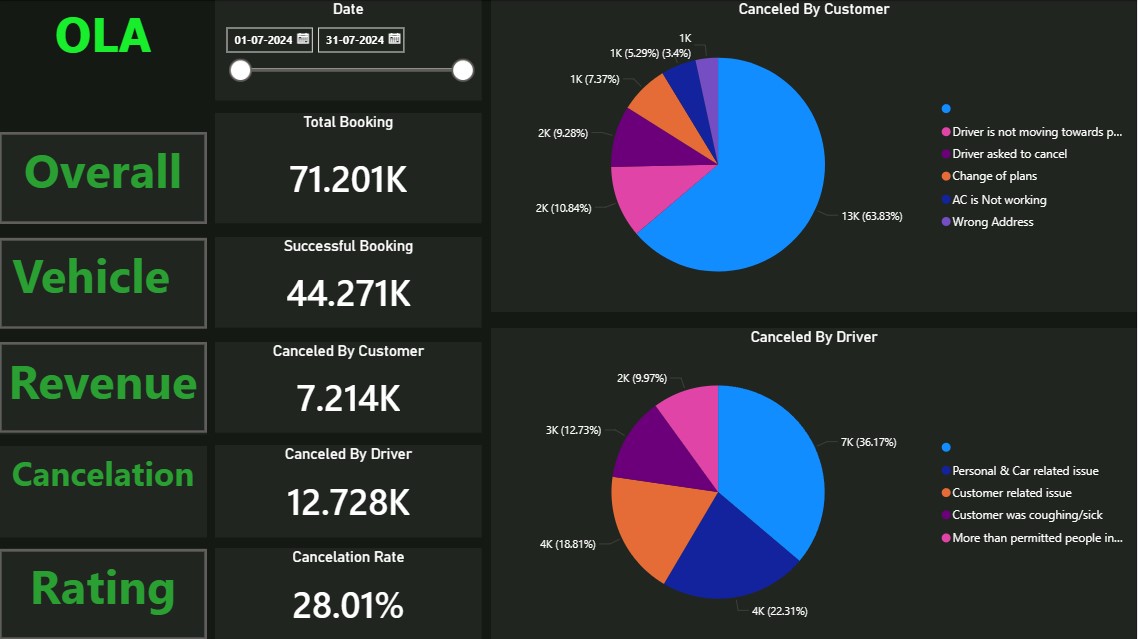 OLA
Overall
Vehicle
Revenue
Cancelation
Rating
Date
01-07-2024 31-07-2024
Total Booking
71.201K
Successful Booking
44.271K
Canceled By Customer
7.214K
Canceled By Driver
12.728K
Cancelation Rate
28.01%
Canceled By Customer
1K
1K (5.29%) (3.4%)
1K (7.37%)
2K (9.28%)
2K (10.84%)
13K (63.83%)
Driver is not moving towards p...
Driver asked to cancel
Change of plans
AC is Not working
Wrong Address
Canceled By Driver
2K (9.97%)
3K (12.73%)
4K (18.81%)
7K (36.17%)
4K (22.31%)
Personal & Car related issue
Customer related issue
Customer was coughing/sick
More than permitted people in...